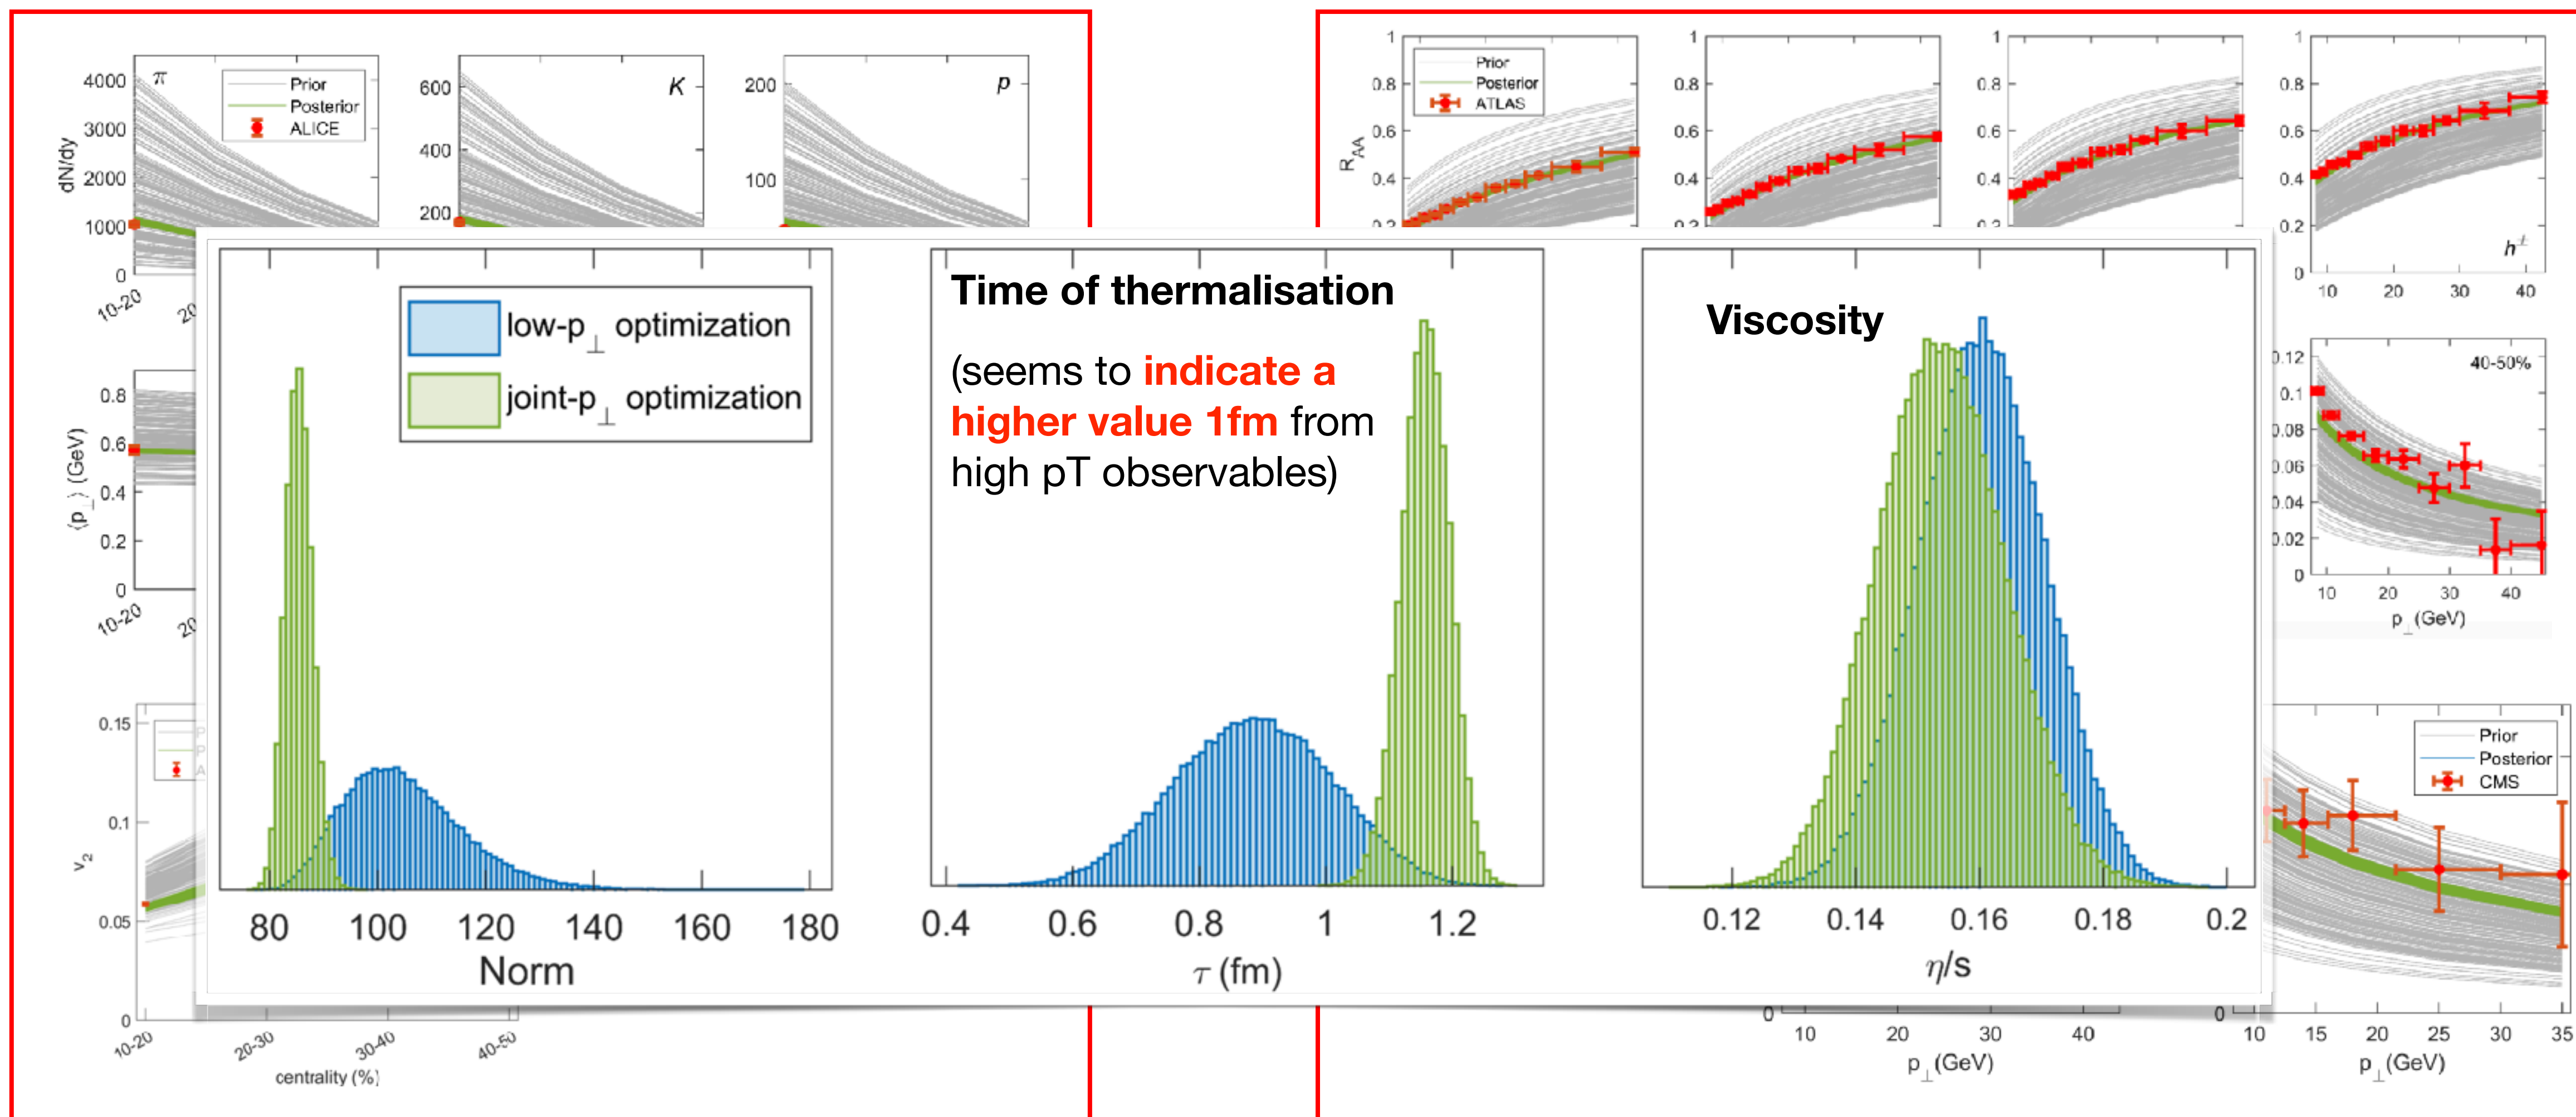 4000
3000
2000
1000
0
dN/dy
π
Prior
Posterior
ALICE
10-20
20
600
400
200
K
200
100
p
1
0.8
0.6
0.4
0.2
R_AA
Prior
Posterior
ATLAS
1
0.8
0.6
0.4
0.2
1
0.8
0.6
0.4
0.2
1
0.8
0.6
0.4
0.2
0
h±
10 20 30 40
0.8
0.6
0.4
0.2
0
⟨p⊥⟩ (GeV)
10-20
20
low-p⊥ optimization
joint-p⊥ optimization
80 100 120 140 160 180
Norm
Time of thermalisation
(seems to indicate a
higher value 1fm from
high pT observables)
0.4 0.6 0.8 1 1.2
τ (fm)
Viscosity
0.12 0.14 0.16 0.18 0.2
η/s
0.12
0.1
0.08
0.06
0.04
0.02
0
40-50%
10 20 30 40
p⊥(GeV)
0.15
0.1
0.05
0
v₂
P
P
A
10-20 20-30 30-40 40-50
centrality (%)
0
10 20 30 40
p⊥(GeV)
Prior
Posterior
CMS
0
10 15 20 25 30 35
p⊥(GeV)